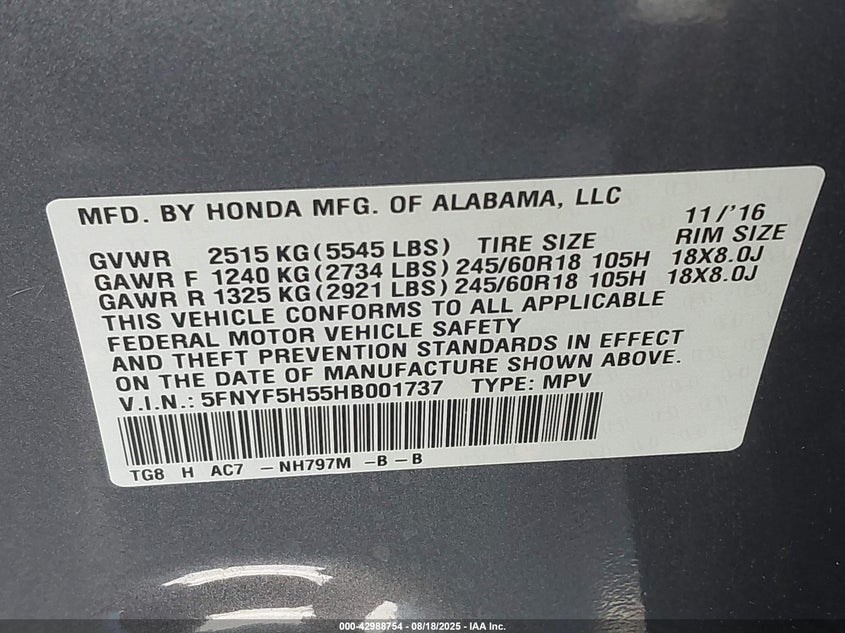 MFD. BY HONDA MFG. OF ALABAMA, LLC 11/'16
GVWR 2515 KG (5545 LBS) TIRE SIZE RIM SIZE
GAWR F 1240 KG (2734 LBS) 245/60R18 105H 18X8.0J
GAWR R 1325 KG (2921 LBS) 245/60R18 105H 18X8.0J
THIS VEHICLE CONFORMS TO ALL APPLICABLE
FEDERAL MOTOR VEHICLE SAFETY
AND THEFT PREVENTION STANDARDS IN EFFECT
ON THE DATE OF MANUFACTURE SHOWN ABOVE.
V.I.N.: 5FNYF5H55HB001737 TYPE: MPV
TG8 H AC7 - NH797M - B - B
000-42988754 - 08/18/2025 - IAA Inc.